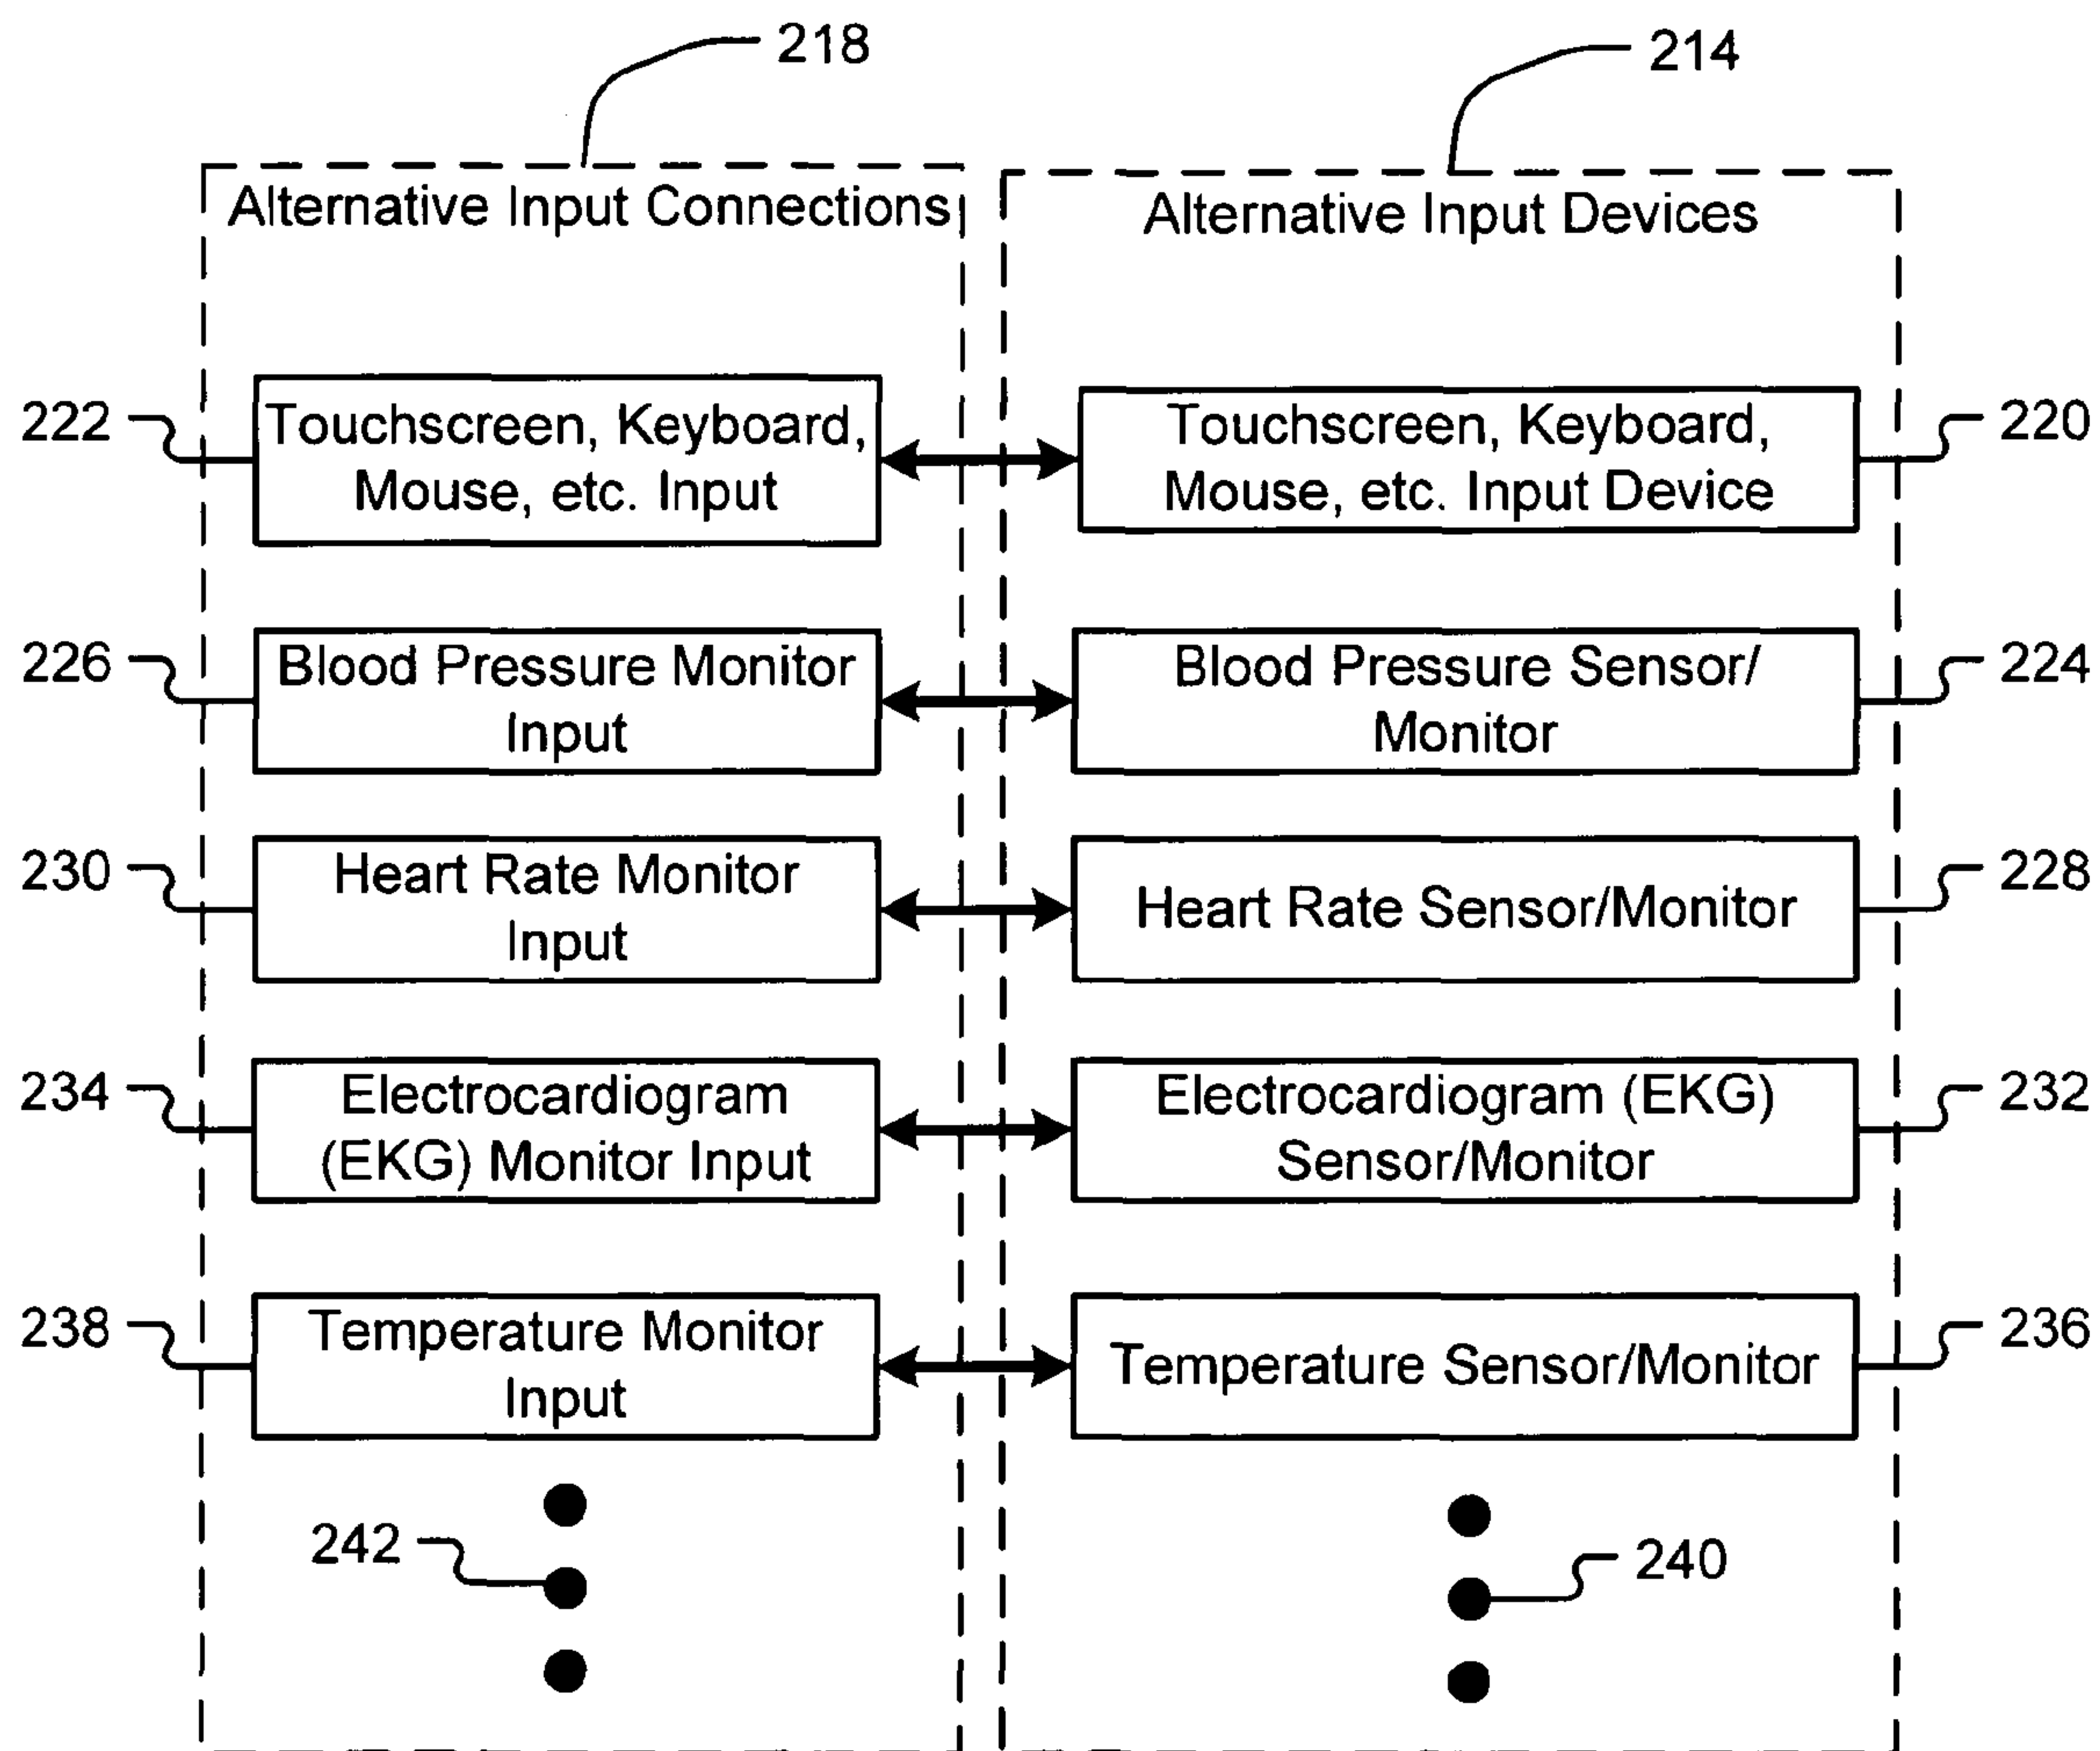 218
214
Alternative Input Connections
Alternative Input Devices
222
Touchscreen, Keyboard,
Mouse, etc. Input
Touchscreen, Keyboard,
Mouse, etc. Input Device
220
226
Blood Pressure Monitor
Input
Blood Pressure Sensor/
Monitor
224
230
Heart Rate Monitor
Input
Heart Rate Sensor/Monitor
228
234
Electrocardiogram
(EKG) Monitor Input
Electrocardiogram (EKG)
Sensor/Monitor
232
238
Temperature Monitor
Input
Temperature Sensor/Monitor
236
242
240